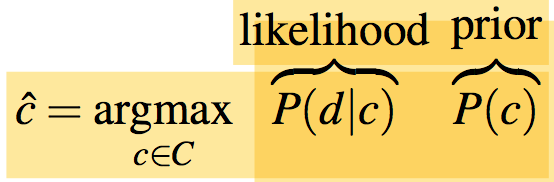 likelihood prior
ĉ = argmax P(d|c) P(c)
c∈C